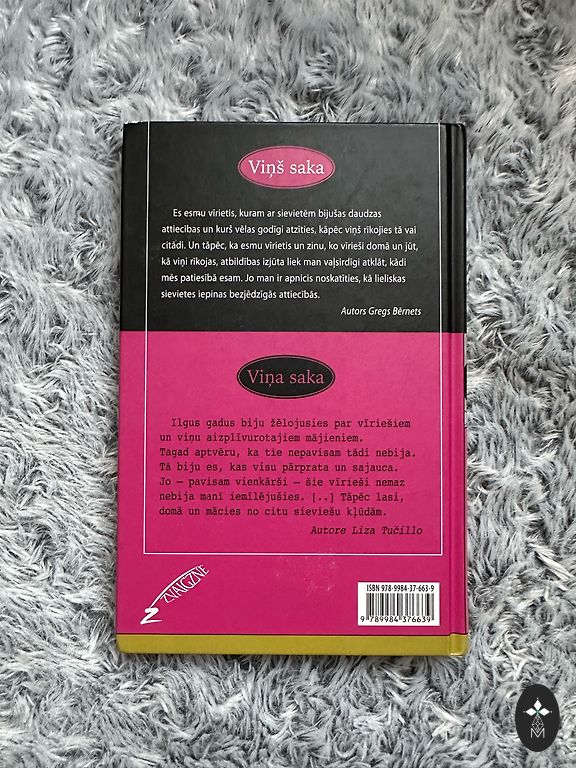 Viņš saka
Es esmu vīrietis, kuram ar sievietēm bijušas daudzas
attiecības un kurš vēlas godīgi atzīties, kāpēc viņš rīkojies tā vai
citādi. Un tāpēc, ka esmu vīrietis un zinu, ko vīrieši domā un jūt,
kā viņi rīkojas, atbildības izjūta liek man vaļsirdīgi atklāt, kādi
mēs patiesībā esam. Jo man ir apnicis noskatīties, kā lieliskas
sievietes iepinas bezjēdzīgās attiecībās.
Autors Gregs Bērnets
Viņa saka
Ilgus gadus biju žēlojusies par vīriešiem
un viņu aizplīvurotajiem mājieniem.
Tagad aptvēru, ka tie nepavisam tādi nebija.
Tā biju es, kas visu pārprata un sajauca.
Jo — pavisam vienkārši — šie vīrieši nemaz
nebija manī iemīlējušies. [..] Tāpēc lasi,
domā un mācies no citu sieviešu kļūdām.
Autore Liza Tučillo
ZVAIGZNE
ISBN 978-9984-37-663-9
9 789984 376639